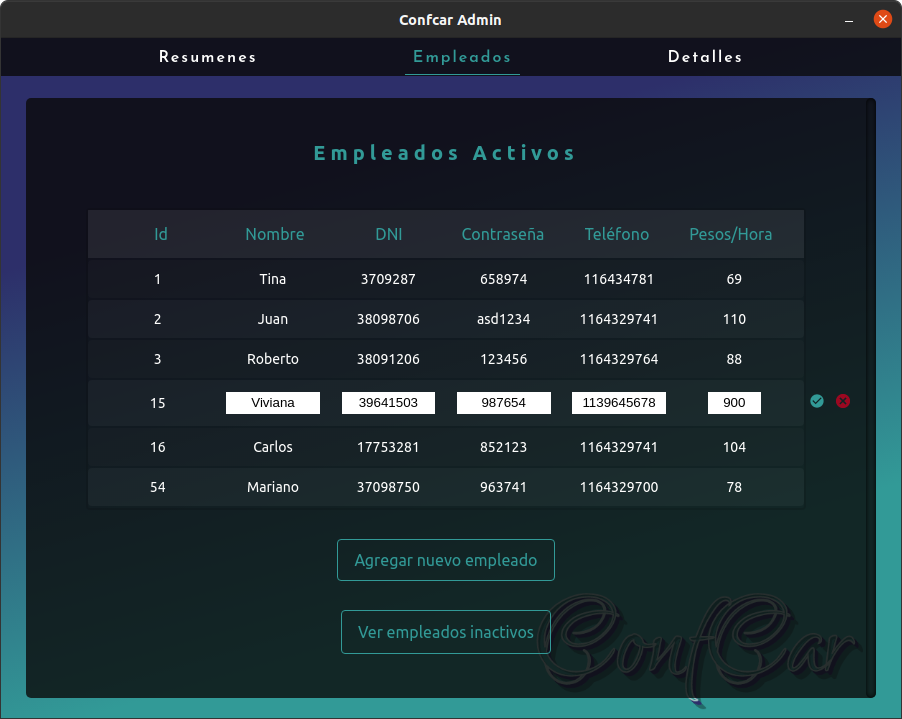 Confcar Admin
Resumenes Empleados Detalles
Empleados Activos
Id Nombre DNI Contraseña Teléfono Pesos/Hora
1 Tina 3709287 658974 116434781 69
2 Juan 38098706 asd1234 1164329741 110
3 Roberto 38091206 123456 1164329764 88
15 Viviana 39641503 987654 1139645678 900
16 Carlos 17753281 852123 1164329741 104
54 Mariano 37098750 963741 1164329700 78
Agregar nuevo empleado
Ver empleados inactivos
ConfCar